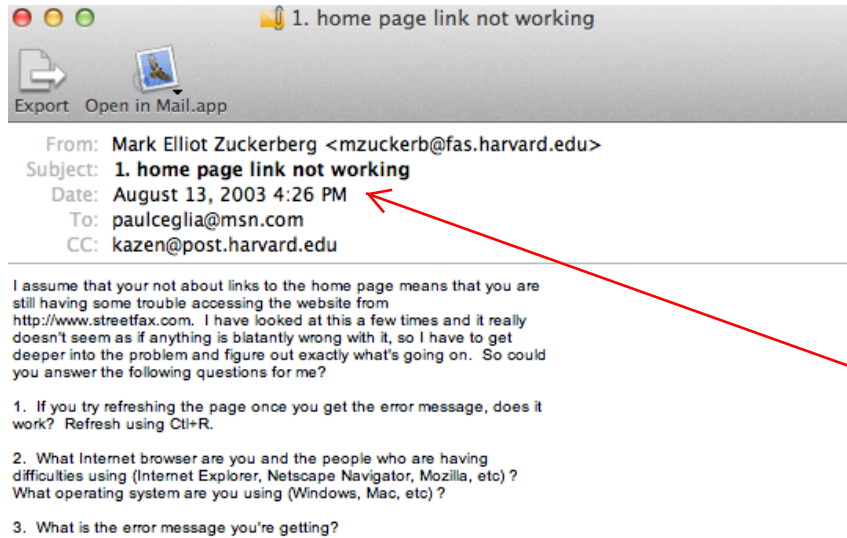 1. home page link not working
Export Open in Mail.app
From: Mark Elliot Zuckerberg <mzuckerb@fas.harvard.edu>
Subject: 1. home page link not working
Date: August 13, 2003 4:26 PM
To: paulceglia@msn.com
CC: kazen@post.harvard.edu
I assume that your not about links to the home page means that you are
still having some trouble accessing the website from
http://www.streetfax.com. I have looked at this a few times and it really
doesn't seem as if anything is blatantly wrong with it, so I have to get
deeper into the problem and figure out exactly what's going on. So could
you answer the following questions for me?
1. If you try refreshing the page once you get the error message, does it
work? Refresh using Ctl+R.
2. What Internet browser are you and the people who are having
difficulties using (Internet Explorer, Netscape Navigator, Mozilla, etc) ?
What operating system are you using (Windows, Mac, etc) ?
3. What is the error message you're getting?